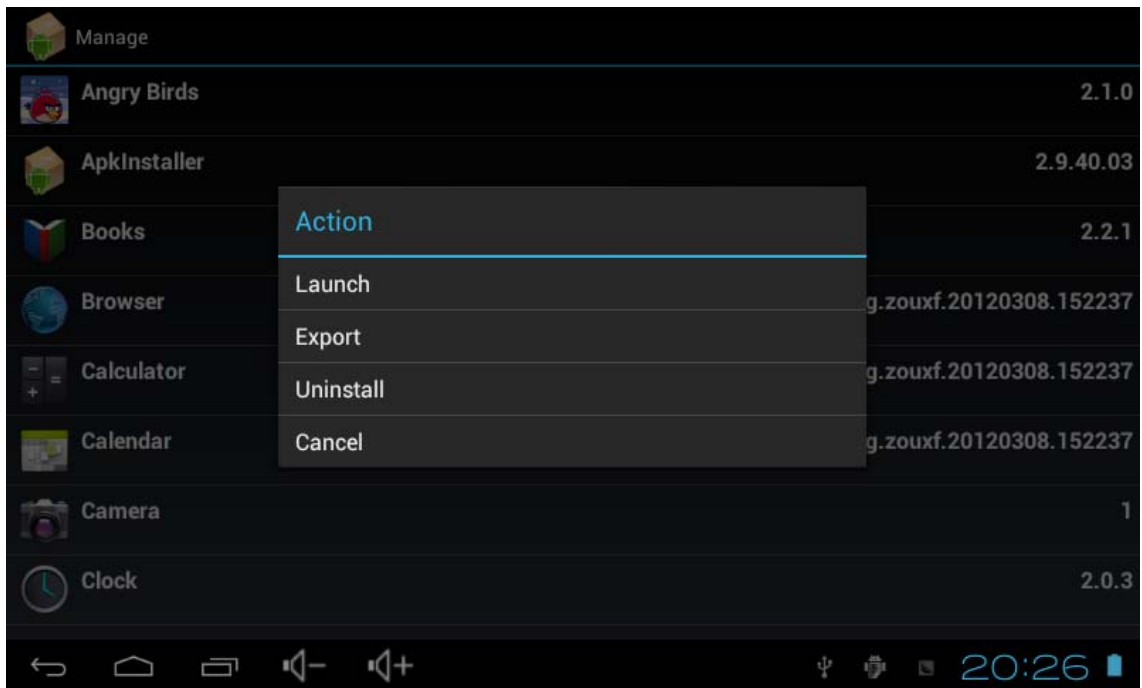 Manage
Angry Birds 2.1.0
ApkInstaller 2.9.40.03
Action
Books 2.2.1
Launch
Browser g.zouxf.20120308.152237
Export
Calculator g.zouxf.20120308.152237
Uninstall
Calendar g.zouxf.20120308.152237
Cancel
Camera 1
Clock 2.0.3
20:26